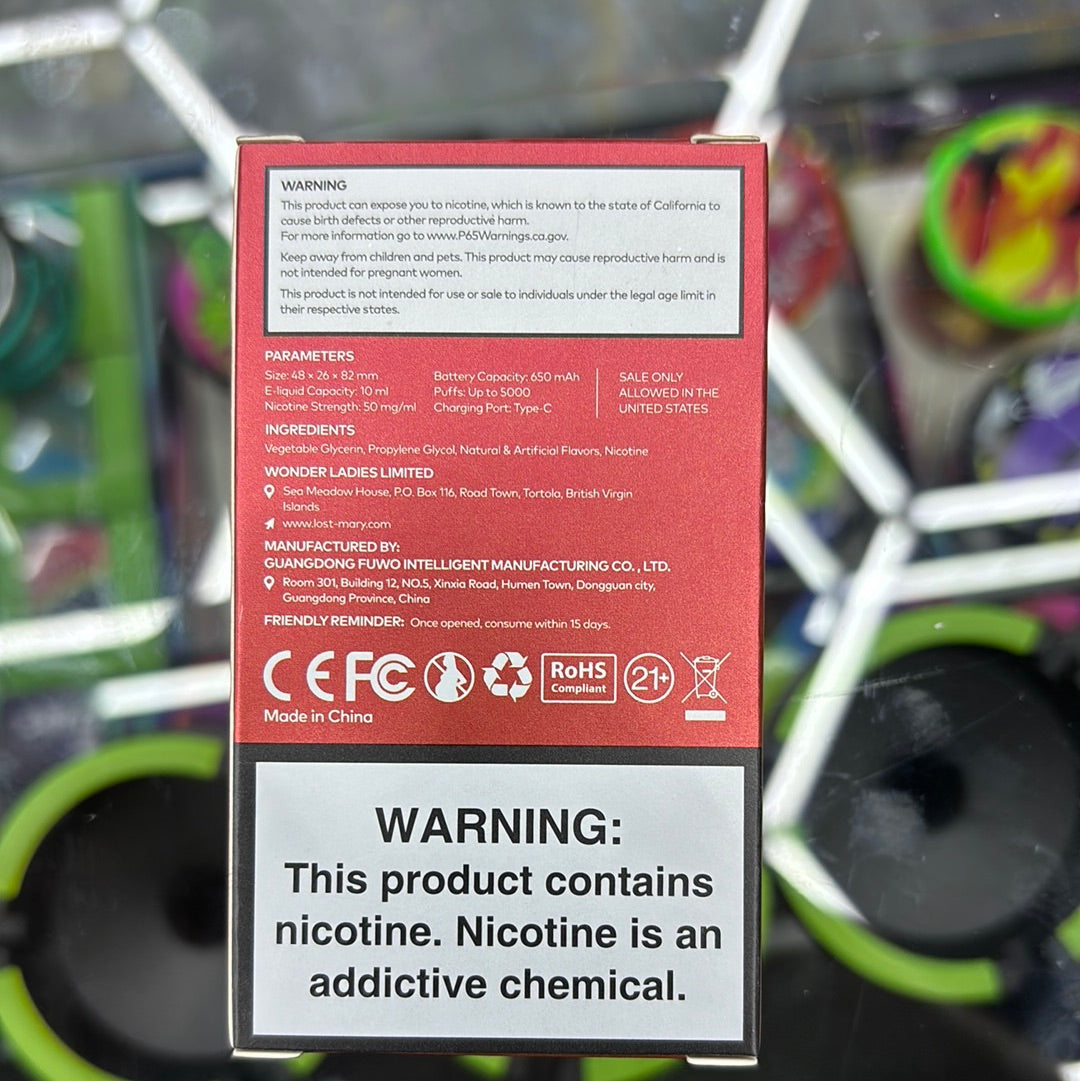 WARNING
This product can expose you to nicotine, which is known to the state of California to
cause birth defects or other reproductive harm.
For more information go to www.P65Warnings.ca.gov.
Keep away from children and pets. This product may cause reproductive harm and is
not intended for pregnant women.
This product is not intended for use or sale to individuals under the legal age limit in
their respective states.
PARAMETERS
Size: 48 × 26 × 82 mm
E-liquid Capacity: 10 ml
Nicotine Strength: 50 mg/ml
Battery Capacity: 650 mAh
Puffs: Up to 5000
Charging Port: Type-C
SALE ONLY
ALLOWED IN THE
UNITED STATES
INGREDIENTS
Vegetable Glycerin, Propylene Glycol, Natural & Artificial Flavors, Nicotine
WONDER LADIES LIMITED
Sea Meadow House, P.O. Box 116, Road Town, Tortola, British Virgin
Islands
www.lost-mary.com
MANUFACTURED BY:
GUANGDONG FUWO INTELLIGENT MANUFACTURING CO. , LTD.
Room 301, Building 12, NO.5, Xinxia Road, Humen Town, Dongguan city,
Guangdong Province, China
FRIENDLY REMINDER: Once opened, consume within 15 days.
CE FC RoHS Compliant 21+
Made in China
WARNING:
This product contains
nicotine. Nicotine is an
addictive chemical.